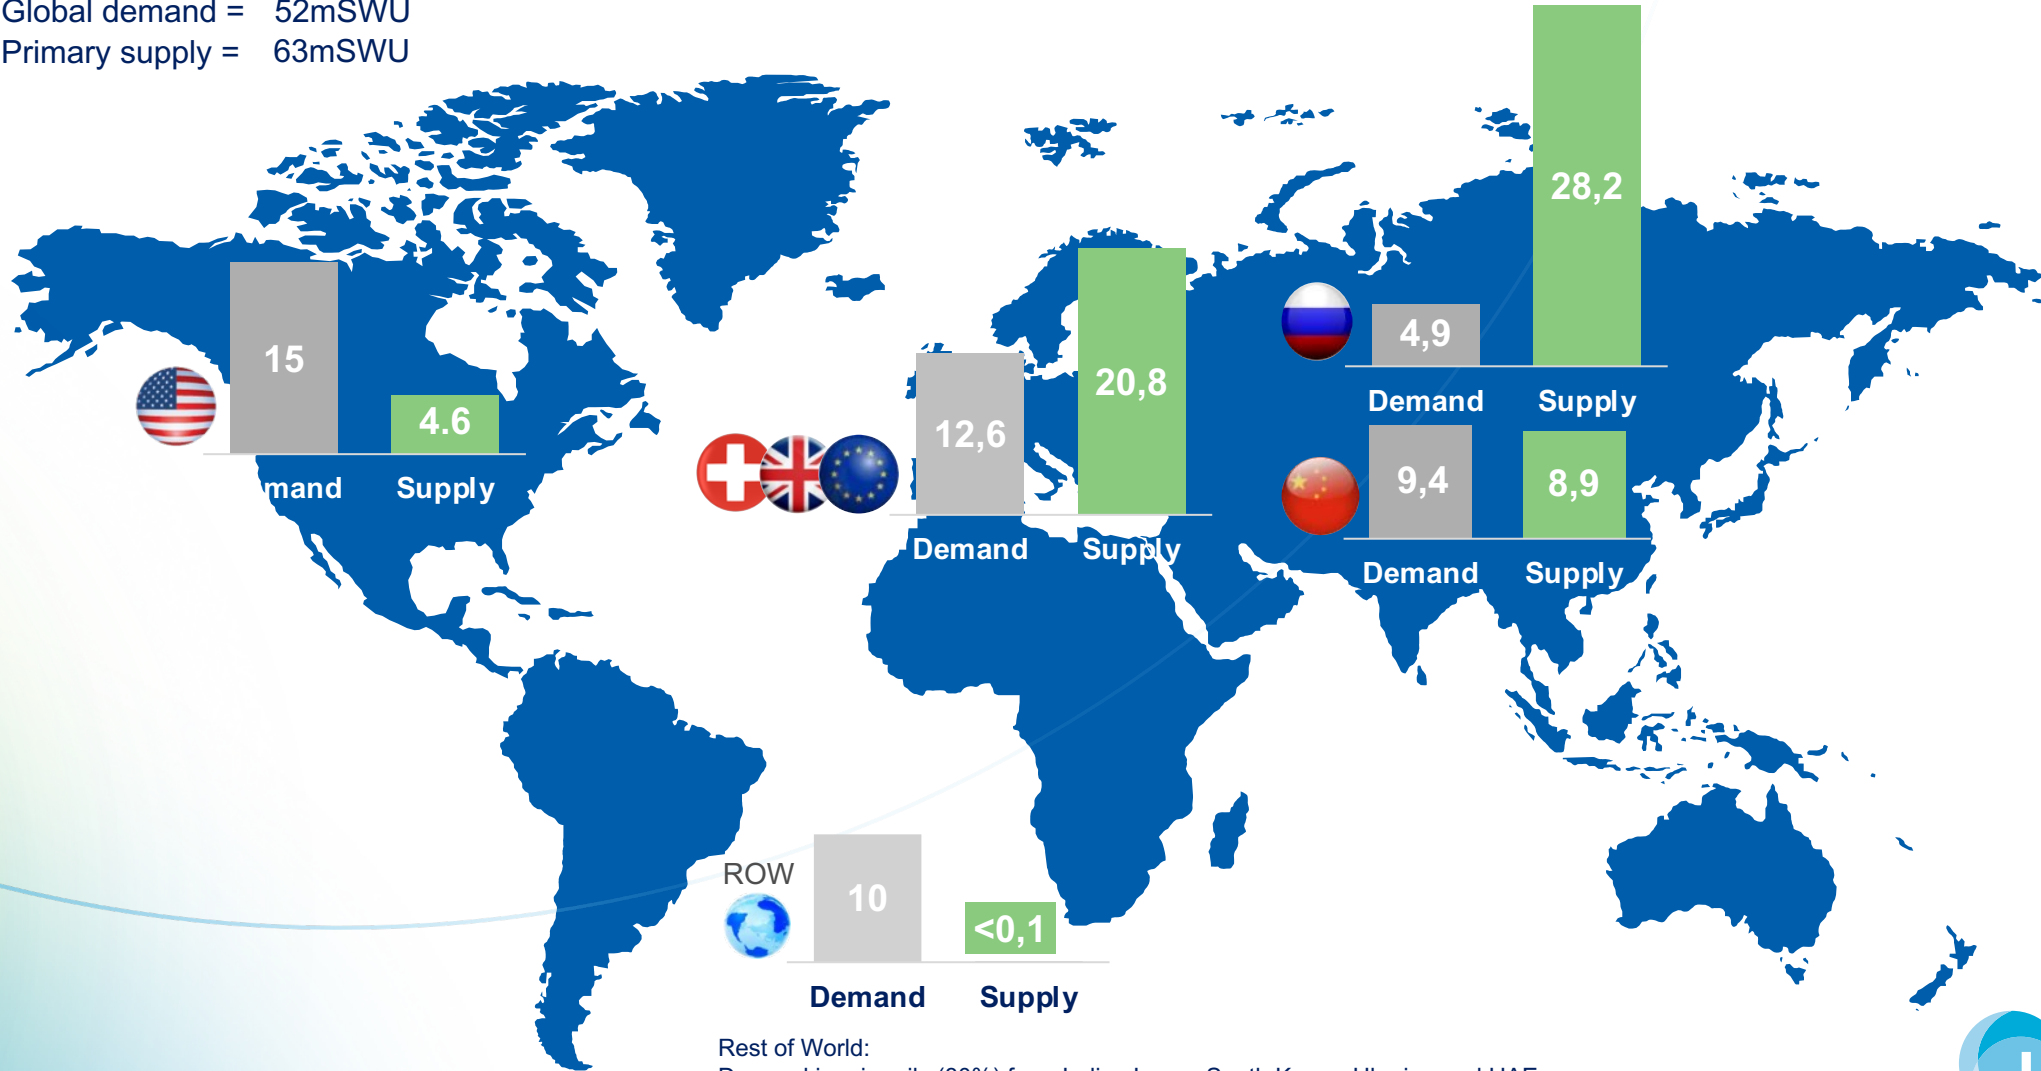 Global demand = 52mSWU
Primary supply = 63mSWU
28,2
4,9
Demand Supply
15
4.6
mand Supply
20,8
12,6
Demand Supply
9,4
8,9
Demand Supply
ROW
10
<0,1
Demand Supply
Rest of World: